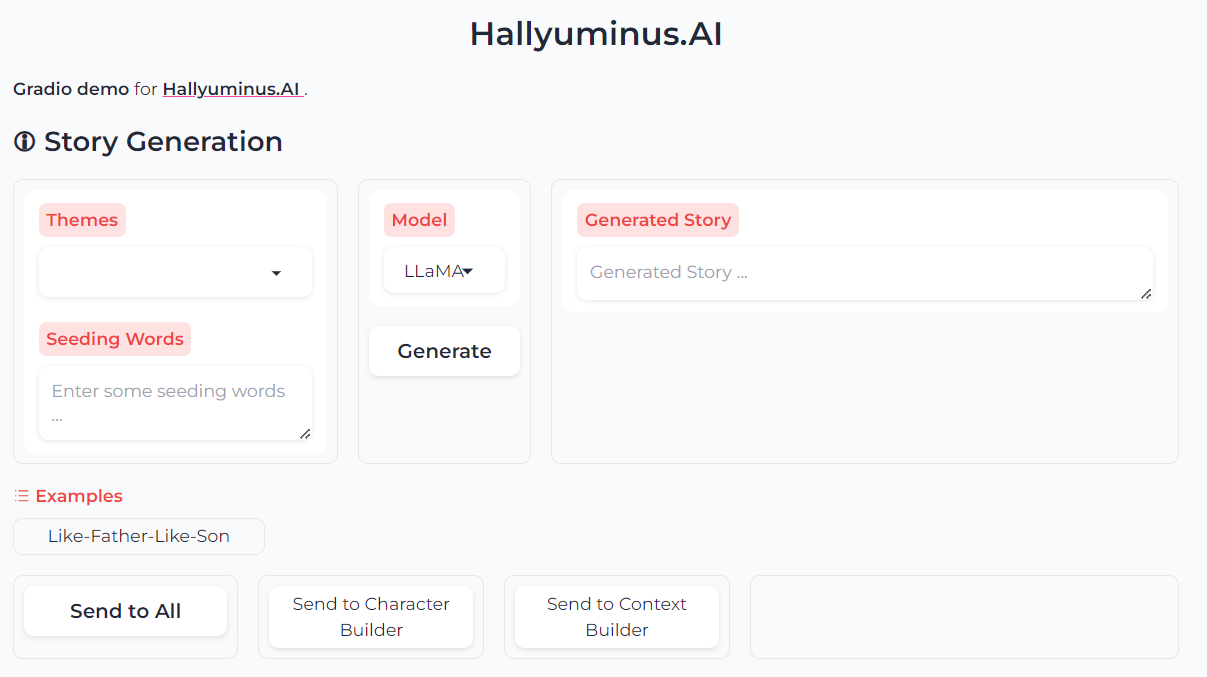 Hallyuminus.AI
Gradio demo for Hallyuminus.AI .
Story Generation
Themes
Seeding Words
Enter some seeding words
...
Model
LLaMA
Generate
Generated Story
Generated Story ...
Examples
Like-Father-Like-Son
Send to All
Send to Character
Builder
Send to Context
Builder